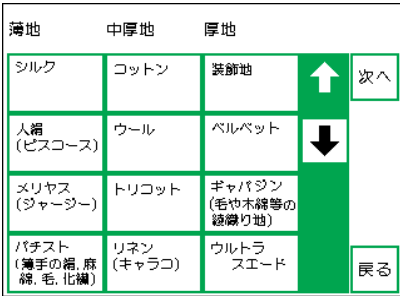 薄地 中厚地 厚地
シルク コットン 装飾地
次へ
人絹 ウール ベルベット
(ビスコース)
メリヤス トリコット ギャバジン
(ジャージー) (毛や木綿等の
綾織り地)
バチスト リネン ウルトラ
(薄手の絹,麻 (キャラコ) スエード
綿,毛,化繊)
戻る